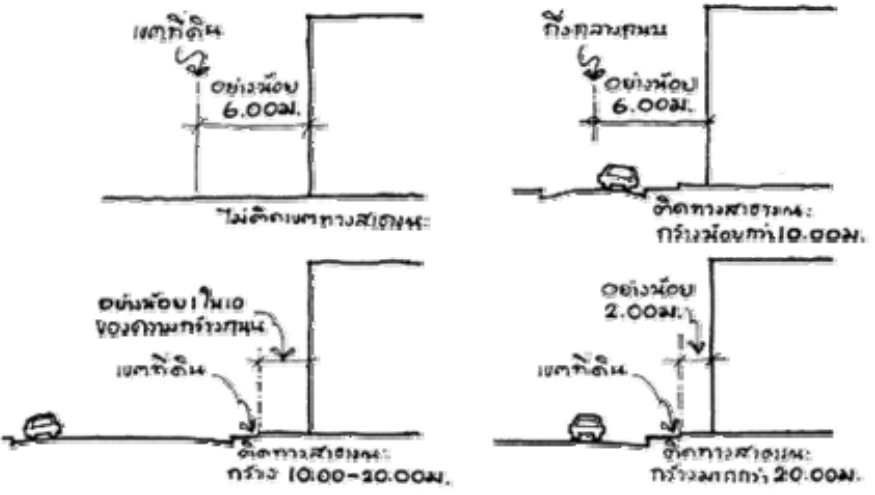 เขตที่ดิน
อย่างน้อย
6.00ม.
ไม่ติดเขตทางสาธารณะ
กึ่งกลางถนน
อย่างน้อย
6.00ม.
ติดทางสาธารณะ
กว้างน้อยกว่า 10.00ม.
อย่างน้อย 1 ใน 10
ของความกว้างถนน
เขตที่ดิน
ติดทางสาธารณะ
กว้าง 10.00-20.00ม.
อย่างน้อย
2.00ม.
เขตที่ดิน
ติดทางสาธารณะ
กว้างมากกว่า 20.00ม.